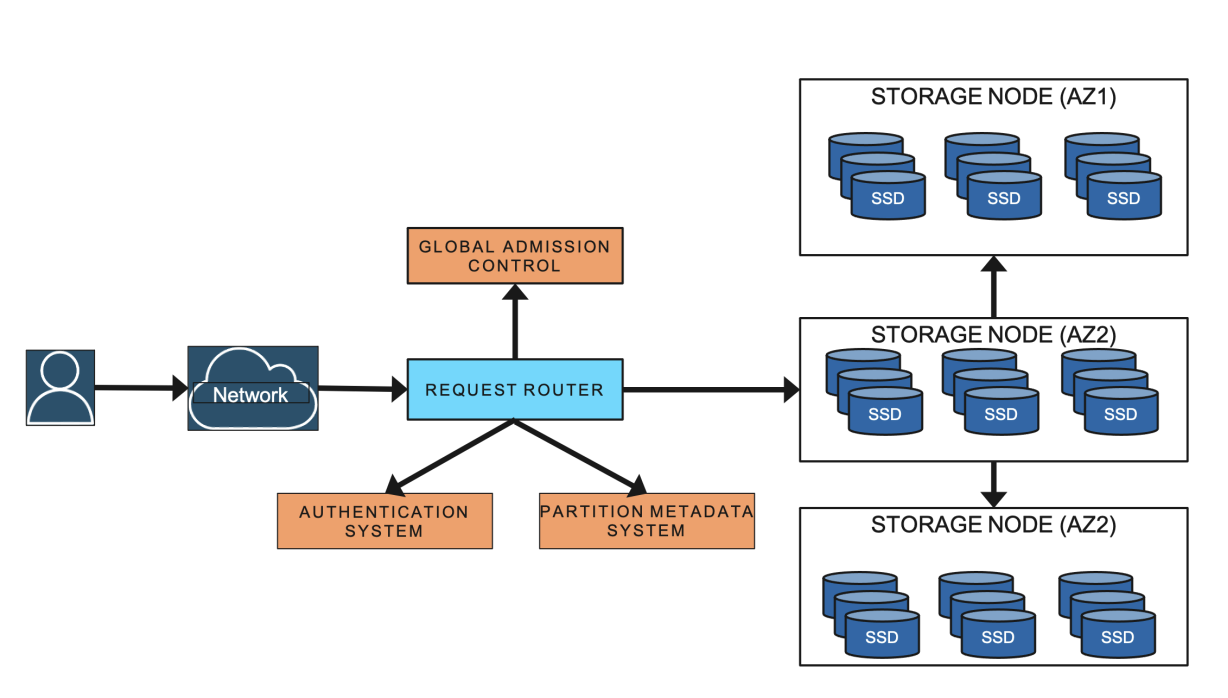 STORAGE NODE (AZ1)
SSD SSD SSD
GLOBAL ADMISSION
CONTROL
Network
REQUEST ROUTER
STORAGE NODE (AZ2)
SSD SSD SSD
AUTHENTICATION
SYSTEM
PARTITION METADATA
SYSTEM
STORAGE NODE (AZ2)
SSD SSD SSD